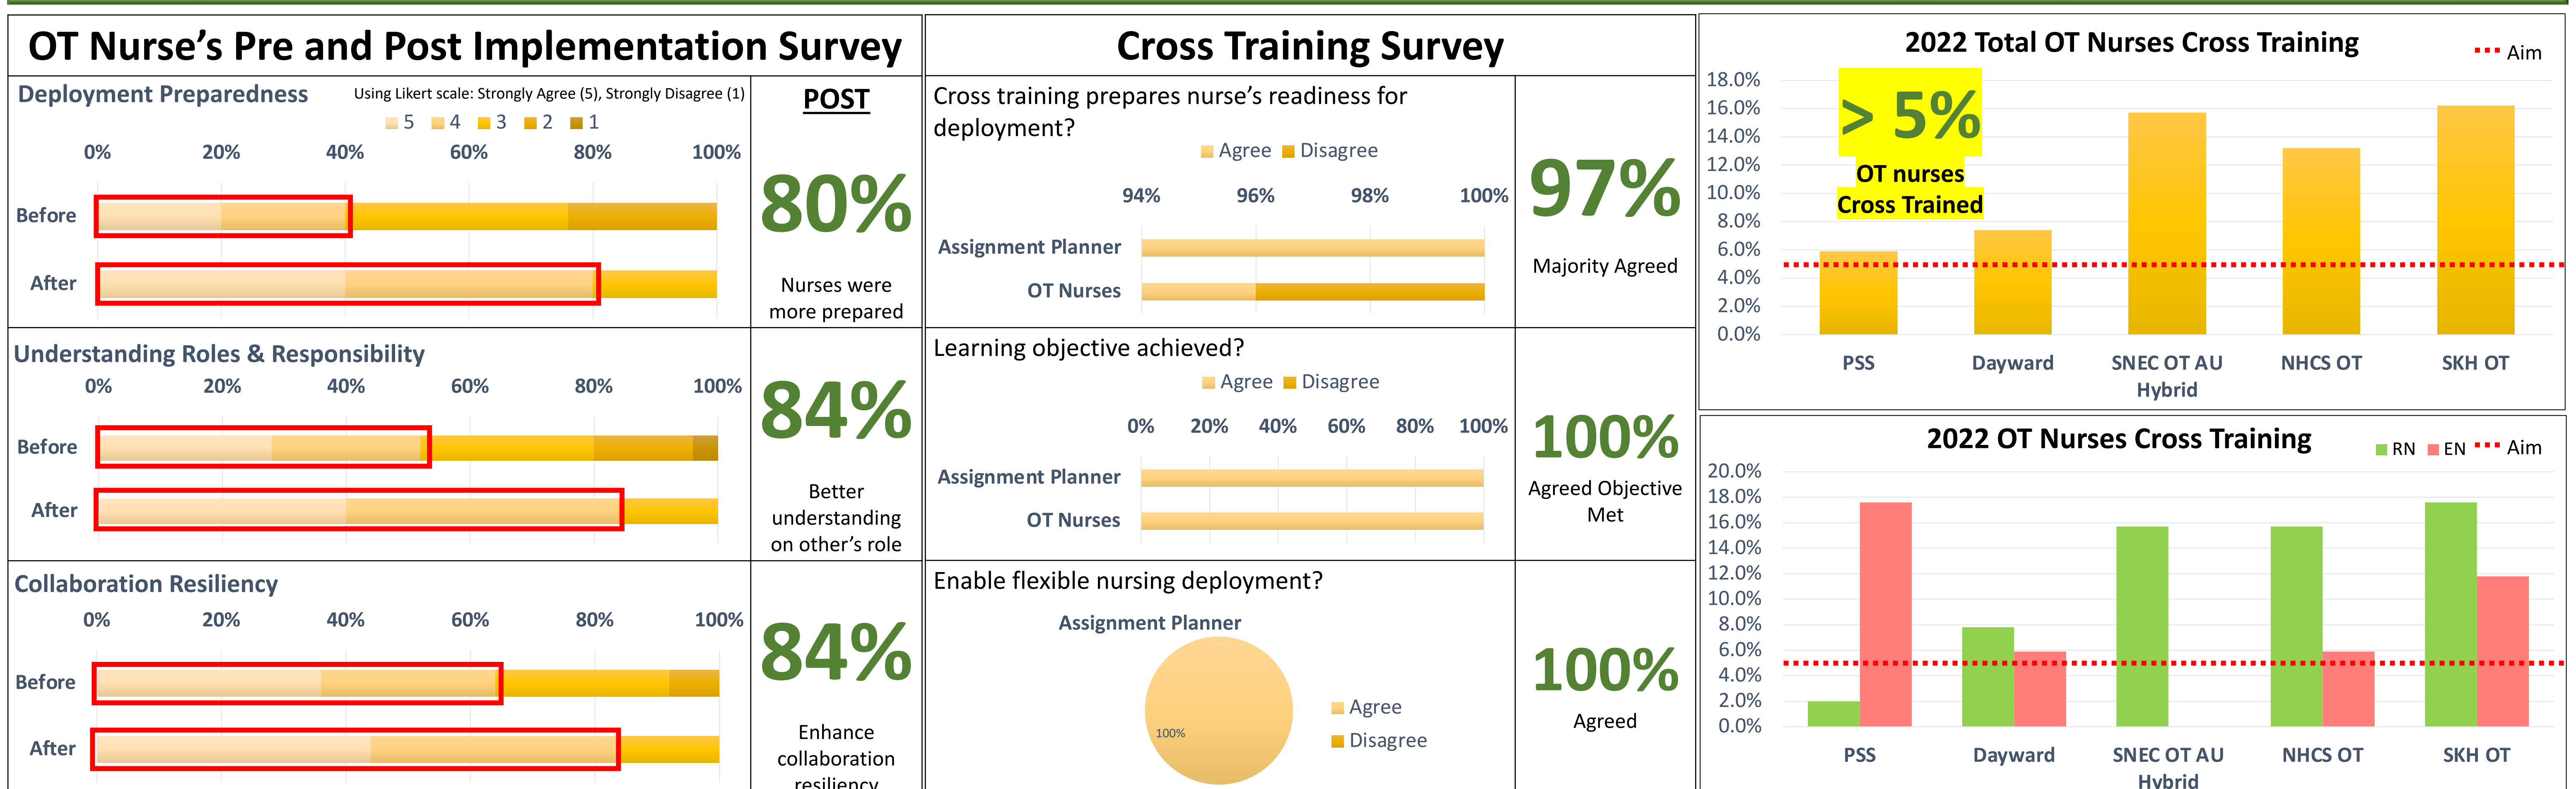 OT Nurse's Pre and Post Implementation Survey
Deployment Preparedness
Using Likert scale: Strongly Agree (5), Strongly Disagree (1)
5 4 3 2 1
0% 20% 40% 60% 80% 100%
Before
After
POST
80%
Nurses were
more prepared
Understanding Roles & Responsibility
0% 20% 40% 60% 80% 100%
Before
After
84%
Better
understanding
on other's role
Collaboration Resiliency
0% 20% 40% 60% 80% 100%
Before
After
84%
Enhance
collaboration
resiliency
Cross Training Survey
Cross training prepares nurse's readiness for
deployment?
Agree Disagree
94% 96% 98% 100%
Assignment Planner
OT Nurses
97%
Majority Agreed
Learning objective achieved?
Agree Disagree
0% 20% 40% 60% 80% 100%
Assignment Planner
OT Nurses
100%
Agreed Objective
Met
Enable flexible nursing deployment?
Assignment Planner
100%
Agree
Disagree
100%
Agreed
2022 Total OT Nurses Cross Training
Aim
18.0%
16.0%
14.0%
12.0%
10.0%
8.0%
6.0%
4.0%
2.0%
0.0%
> 5%
OT nurses
Cross Trained
PSS Dayward SNEC OT AU NHCS OT SKH OT
Hybrid
2022 OT Nurses Cross Training
RN EN Aim
20.0%
18.0%
16.0%
14.0%
12.0%
10.0%
8.0%
6.0%
4.0%
2.0%
0.0%
PSS Dayward SNEC OT AU NHCS OT SKH OT
Hybrid